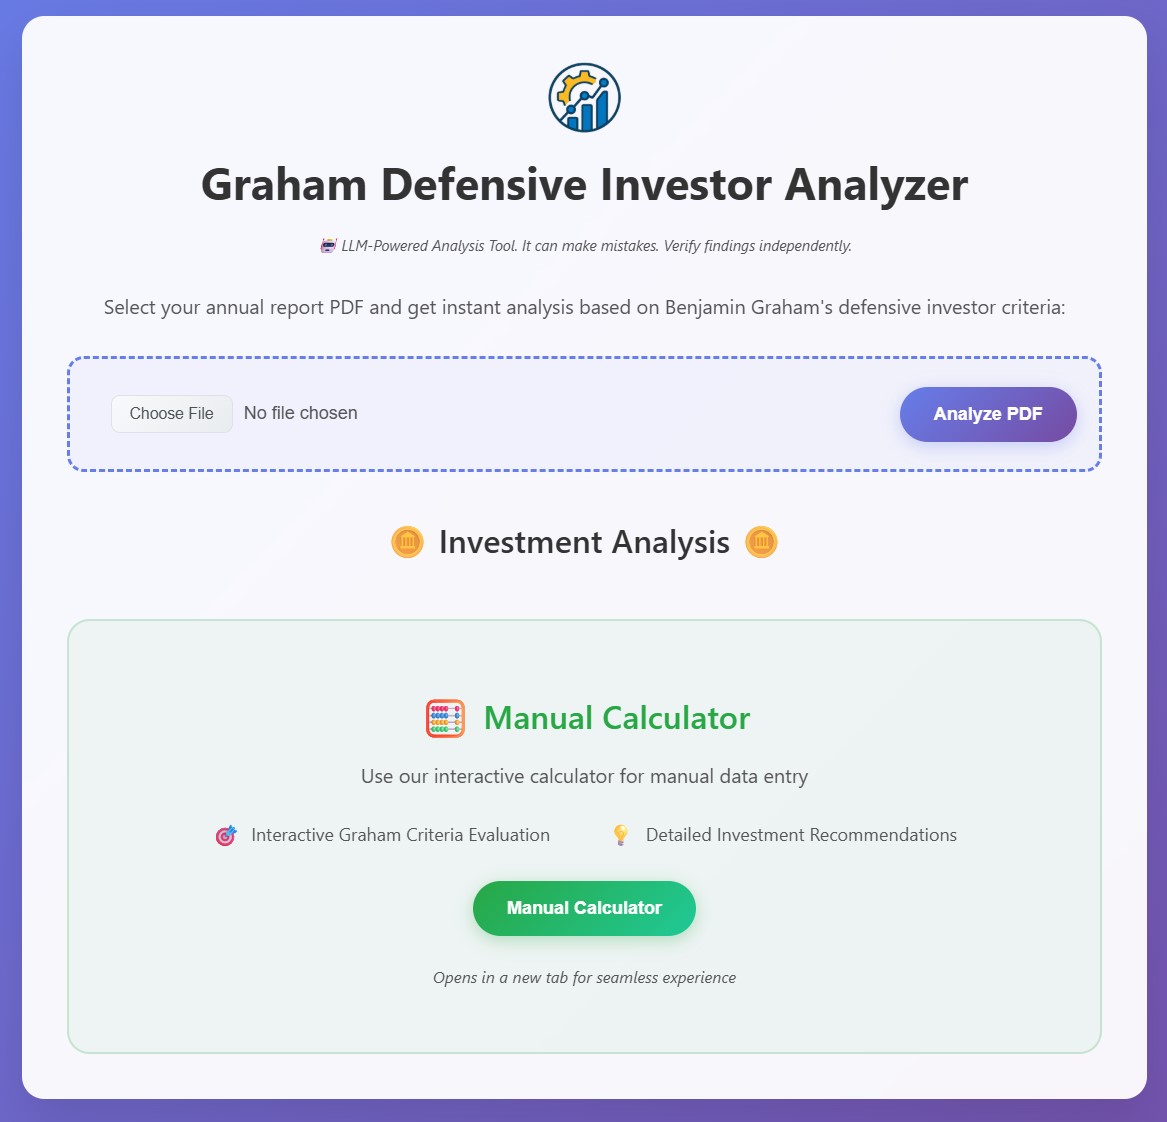 Graham Defensive Investor Analyzer
LLM-Powered Analysis Tool. It can make mistakes. Verify findings independently.
Select your annual report PDF and get instant analysis based on Benjamin Graham's defensive investor criteria:
Choose File No file chosen Analyze PDF
Investment Analysis
Manual Calculator
Use our interactive calculator for manual data entry
Interactive Graham Criteria Evaluation Detailed Investment Recommendations
Manual Calculator
Opens in a new tab for seamless experience